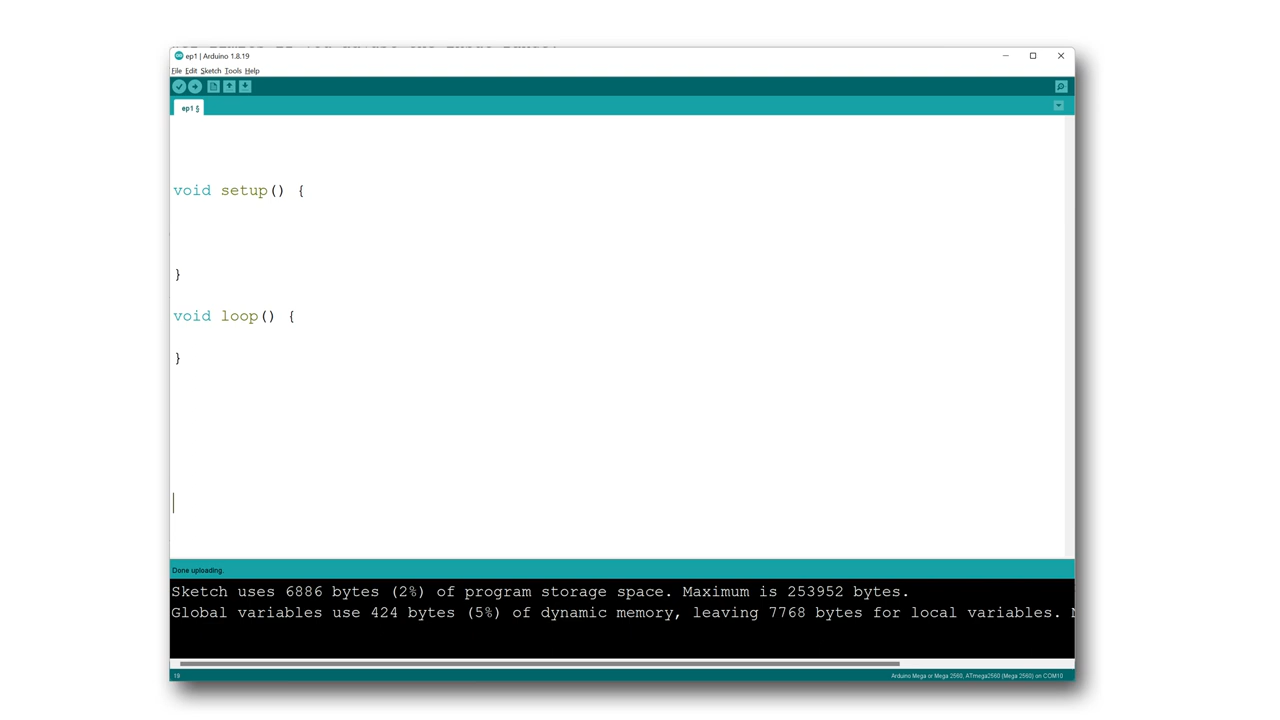 ep1 | Arduino 1.8.19
File Edit Sketch Tools Help
ep1 §
void setup() {
}
void loop() {
}
Done uploading.
Sketch uses 6886 bytes (2%) of program storage space. Maximum is 253952 bytes.
Global variables use 424 bytes (5%) of dynamic memory, leaving 7768 bytes for local variables.
19
Arduino Mega or Mega 2560, ATmega2560 (Mega 2560) on COM10